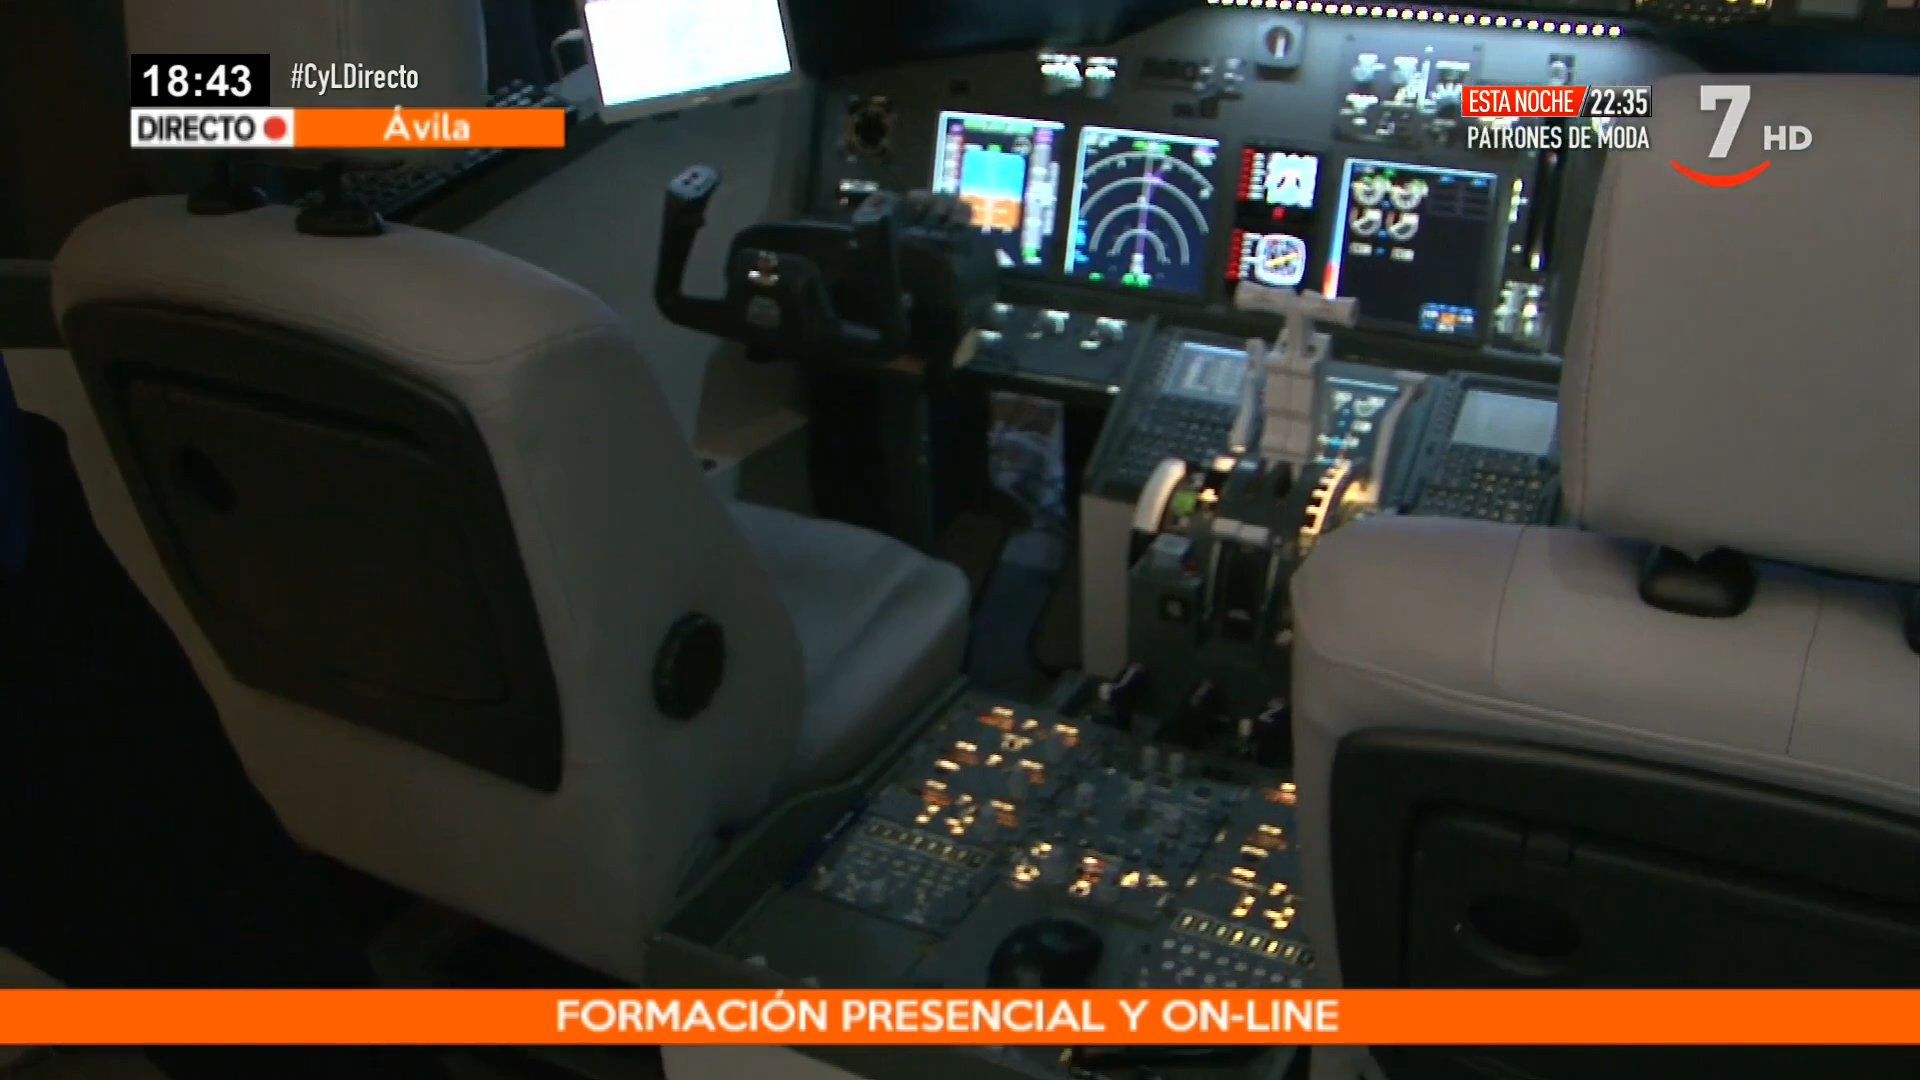 18:43
#CyLDirecto
DIRECTO
Ávila
ESTA NOCHE 22:35
PATRONES DE MODA
7 HD
FORMACIÓN PRESENCIAL Y ON-LINE